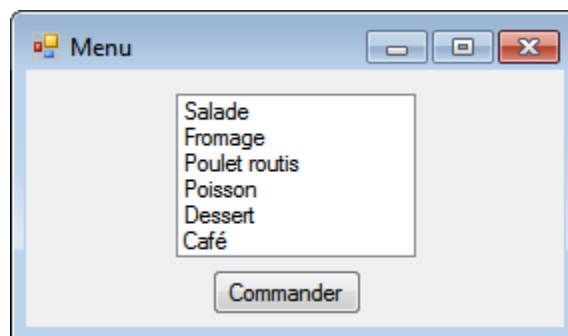 Menu
Salade
Fromage
Poulet routis
Poisson
Dessert
Café
Commander